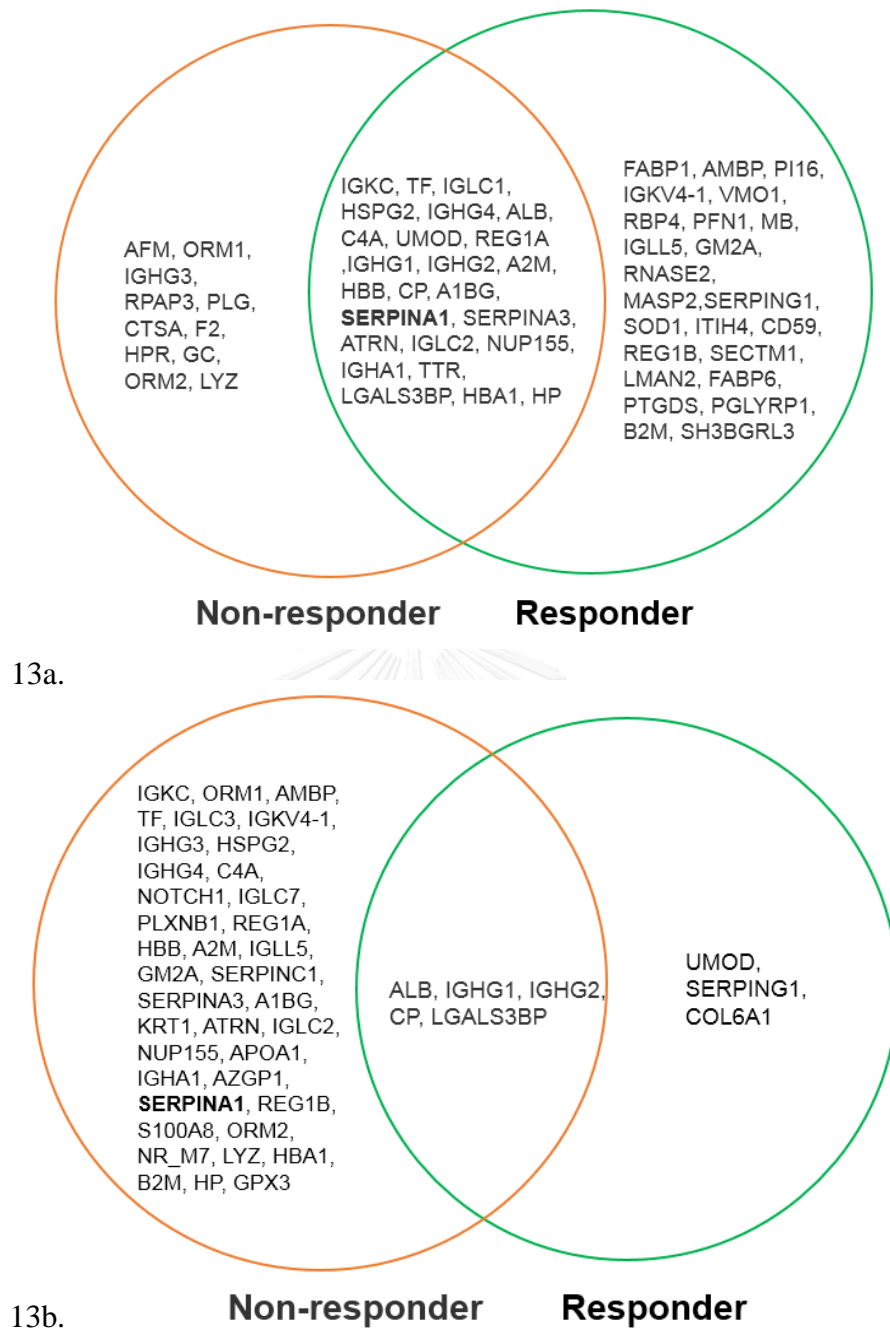 AFM, ORM1,
IGHG3,
RPAP3, PLG,
CTSA, F2,
HPR, GC,
ORM2, LYZ
IGKC, TF, IGLC1,
HSPG2, IGHG4, ALB,
C4A, UMOD, REG1A
,IGHG1, IGHG2, A2M,
HBB, CP, A1BG,
SERPINA1, SERPINA3,
ATRN, IGLC2, NUP155,
IGHA1, TTR,
LGALS3BP, HBA1, HP
FABP1, AMBP, PI16,
IGKV4-1, VMO1,
RBP4, PFN1, MB,
IGLL5, GM2A,
RNASE2,
MASP2,SERPING1,
SOD1, ITIH4, CD59,
REG1B, SECTM1,
LMAN2, FABP6,
PTGDS, PGLYRP1,
B2M, SH3BGRL3
Non-responder
Responder
13a.
IGKC, ORM1, AMBP,
TF, IGLC3, IGKV4-1,
IGHG3, HSPG2,
IGHG4, C4A,
NOTCH1, IGLC7,
PLXNB1, REG1A,
HBB, A2M, IGLL5,
GM2A, SERPINC1,
SERPINA3, A1BG,
KRT1, ATRN, IGLC2,
NUP155, APOA1,
IGHA1, AZGP1,
SERPINA1, REG1B,
S100A8, ORM2,
NR_M7, LYZ, HBA1,
B2M, HP, GPX3
ALB, IGHG1, IGHG2,
CP, LGALS3BP
UMOD,
SERPING1,
COL6A1
Non-responder
Responder
13b.